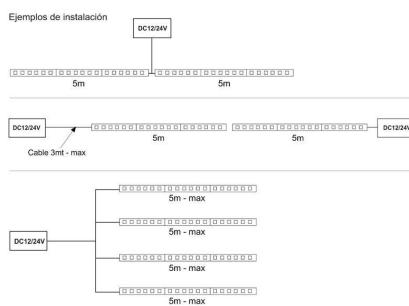 Ejemplos de instalación
DC12/24V
5m 5m
DC12/24V DC12/24V
5m 5m
Cable 3mt - max
5m - max
5m - max
DC12/24V
5m - max
5m - max